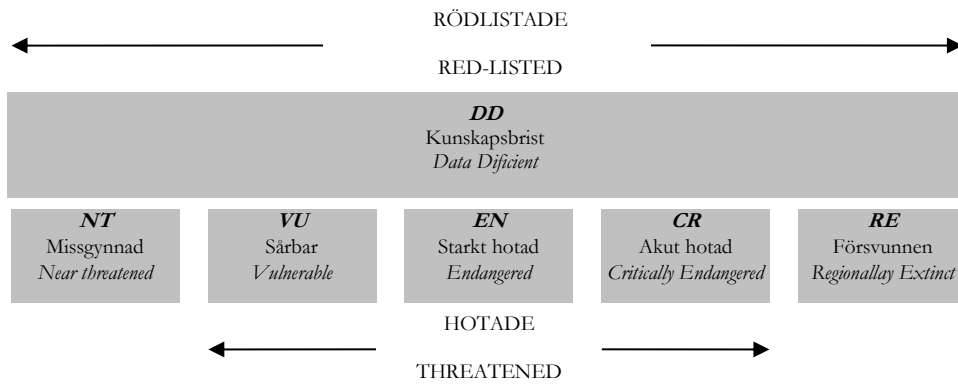 RÖDLISTADE
RED-LISTED
DD
Kunskapsbrist
Data Dificient
NT
Missgynnad
Near threatened
VU
Sårbar
Vulnerable
EN
Starkt hotad
Endangered
CR
Akut hotad
Critically Endangered
RE
Försvunnen
Regionallay Extinct
HOTADE
THREATENED